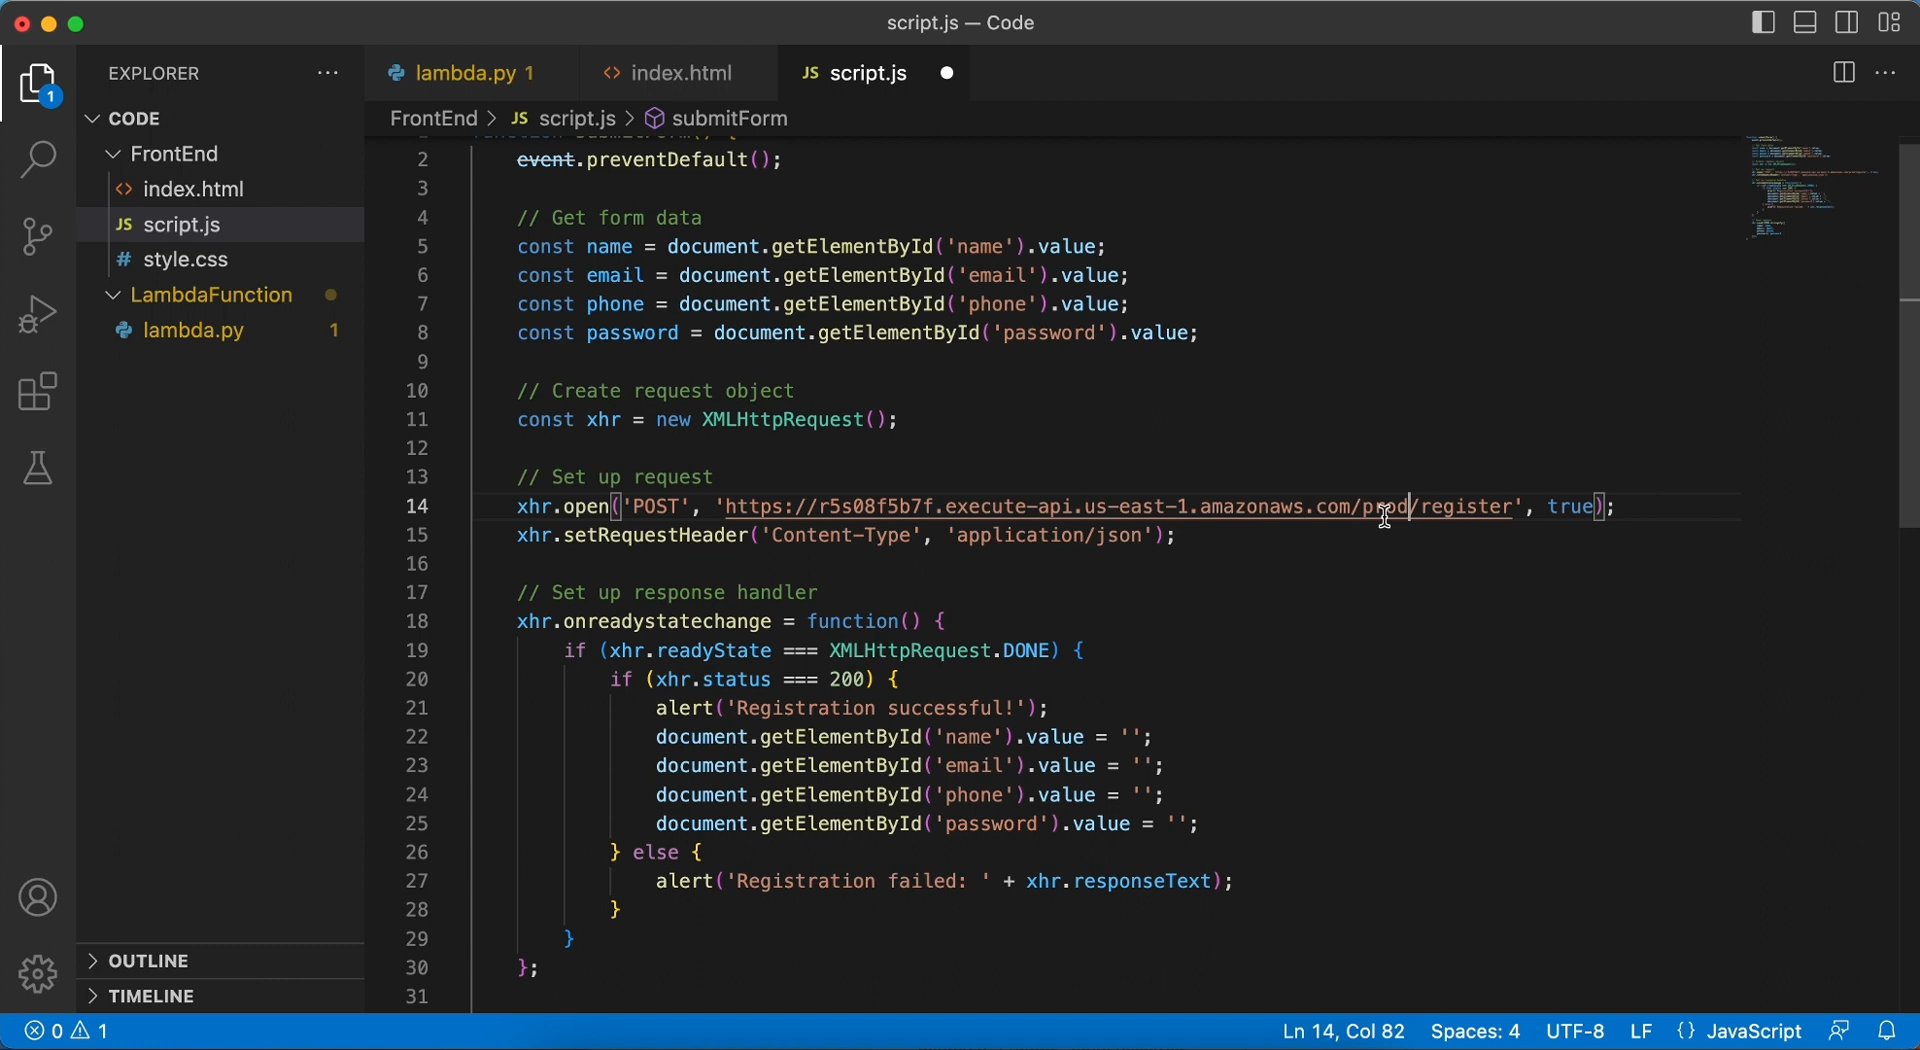 script.js — Code
EXPLORER ···
CODE
FrontEnd
<> index.html
JS script.js
# style.css
LambdaFunction
lambda.py 1
OUTLINE
TIMELINE
1
lambda.py 1
<> index.html
JS script.js
FrontEnd > JS script.js > submitForm
2 event.preventDefault();
3
4 // Get form data
5 const name = document.getElementById('name').value;
6 const email = document.getElementById('email').value;
7 const phone = document.getElementById('phone').value;
8 const password = document.getElementById('password').value;
9
10 // Create request object
11 const xhr = new XMLHttpRequest();
12
13 // Set up request
14 xhr.open('POST', 'https://r5s08f5b7f.execute-api.us-east-1.amazonaws.com/prod/register', true);
15 xhr.setRequestHeader('Content-Type', 'application/json');
16
17 // Set up response handler
18 xhr.onreadystatechange = function() {
19 if (xhr.readyState === XMLHttpRequest.DONE) {
20 if (xhr.status === 200) {
21 alert('Registration successful!');
22 document.getElementById('name').value = '';
23 document.getElementById('email').value = '';
24 document.getElementById('phone').value = '';
25 document.getElementById('password').value = '';
26 } else {
27 alert('Registration failed: ' + xhr.responseText);
28 }
29 }
30 };
31
0 1
Ln 14, Col 82 Spaces: 4 UTF-8 LF {} JavaScript